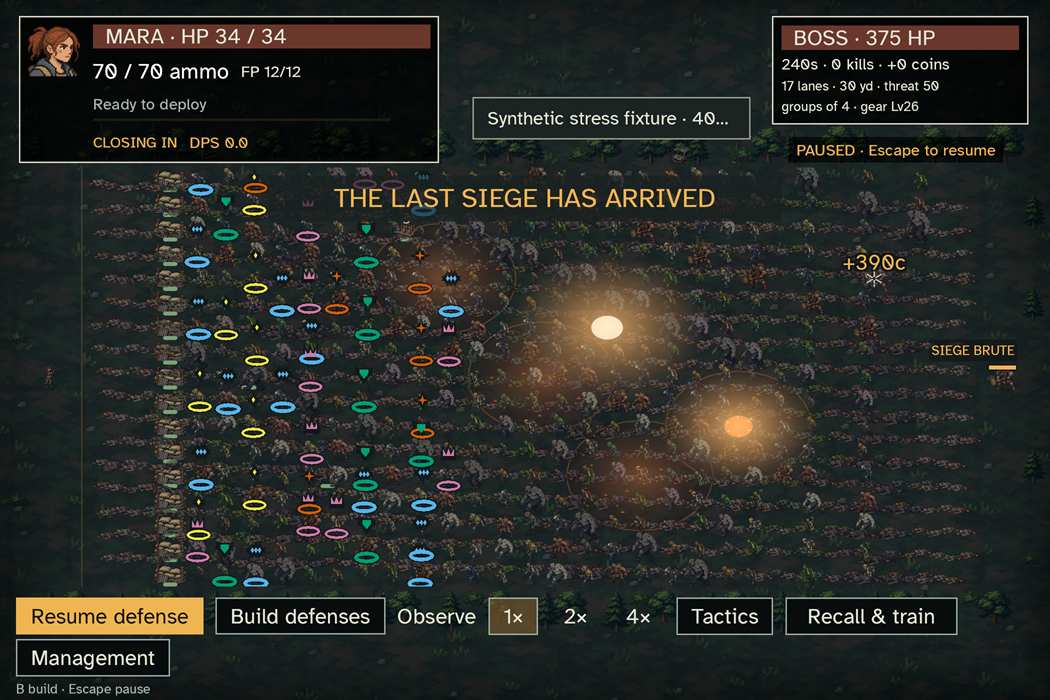 MARA · HP 34 / 34
70 / 70 ammo FP 12/12
Ready to deploy
CLOSING IN DPS 0.0
Synthetic stress fixture · 40…
BOSS · 375 HP
240s · 0 kills · +0 coins
17 lanes · 30 yd · threat 50
groups of 4 · gear Lv26
PAUSED · Escape to resume
THE LAST SIEGE HAS ARRIVED
+390c
SIEGE BRUTE
Resume defense
Build defenses
Observe
1×
2×
4×
Tactics
Recall & train
Management
B build · Escape pause